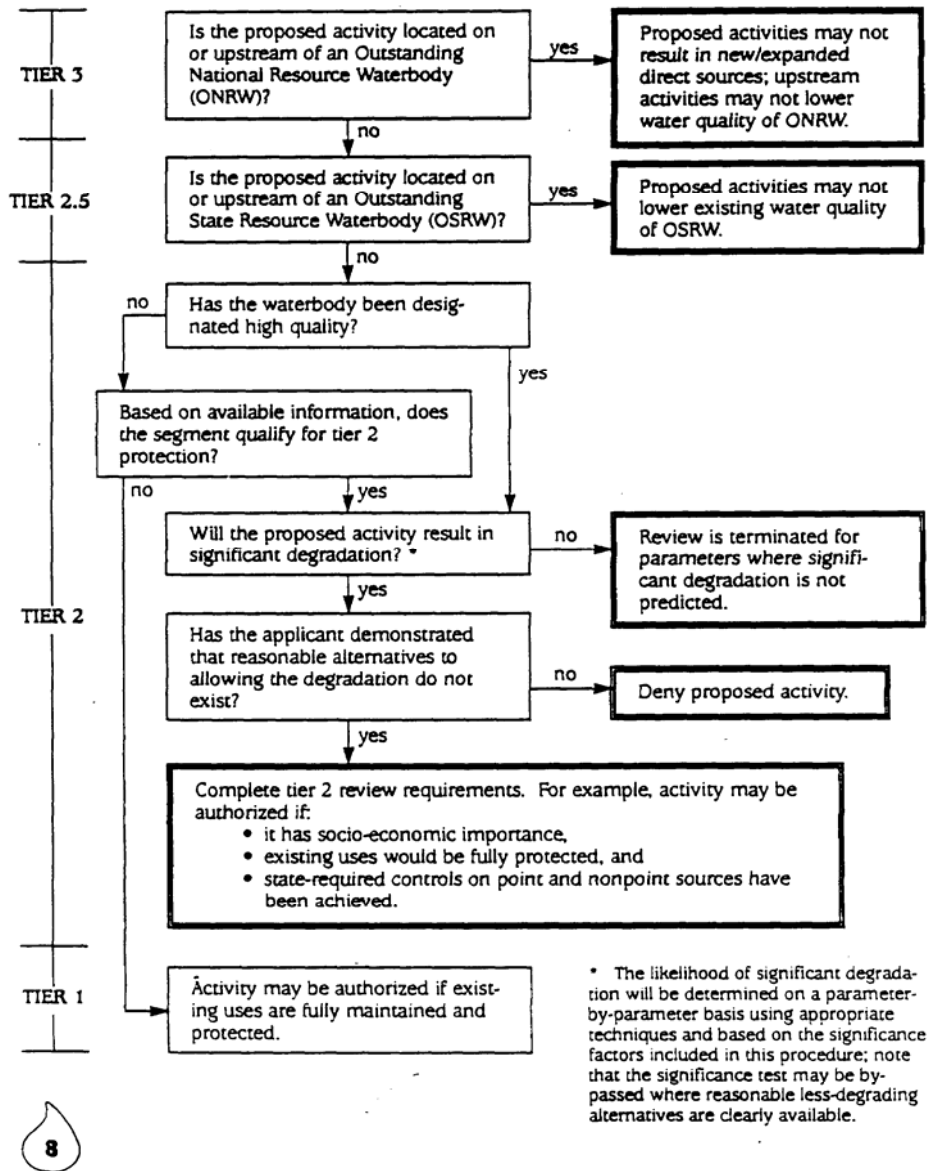 TIER 3
Is the proposed activity located on
or upstream of an Outstanding
National Resource Waterbody
(ONRW)?
yes
Proposed activities may not
result in new/expanded
direct sources; upstream
activities may not lower
water quality of ONRW.
no
TIER 2.5
Is the proposed activity located on
or upstream of an Outstanding
State Resource Waterbody (OSRW)?
yes
Proposed activities may not
lower existing water quality
of OSRW.
no
TIER 2
Has the waterbody been desig-
nated high quality?
no
yes
Based on available information, does
the segment qualify for tier 2
protection?
no
yes
Will the proposed activity result in
significant degradation? *
no
Review is terminated for
parameters where signifi-
cant degradation is not
predicted.
yes
Has the applicant demonstrated
that reasonable alternatives to
allowing the degradation do not
exist?
no
Deny proposed activity.
yes
Complete tier 2 review requirements. For example, activity may be
authorized if:
• it has socio-economic importance,
• existing uses would be fully protected, and
• state-required controls on point and nonpoint sources have
been achieved.
TIER 1
Activity may be authorized if exist-
ing uses are fully maintained and
protected.
* The likelihood of significant degrada-
tion will be determined on a parameter-
by-parameter basis using appropriate
techniques and based on the significance
factors included in this procedure; note
that the significance test may be by-
passed where reasonable less-degrading
alternatives are clearly available.
8